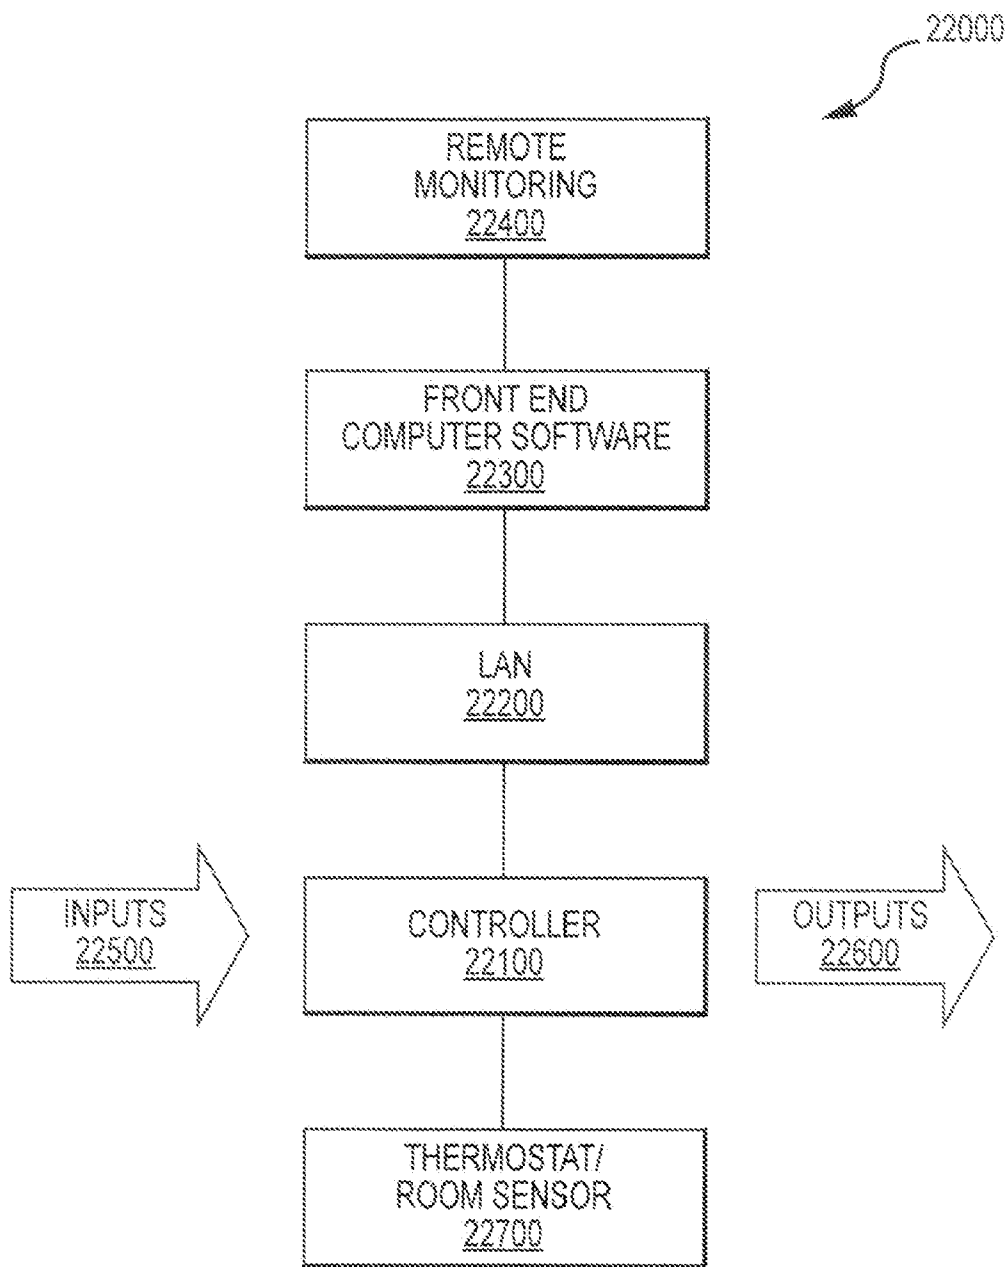 22000
REMOTE
MONITORING
22400
FRONT END
COMPUTER SOFTWARE
22300
LAN
22200
INPUTS
22500
CONTROLLER
22100
OUTPUTS
22600
THERMOSTAT/
ROOM SENSOR
22700